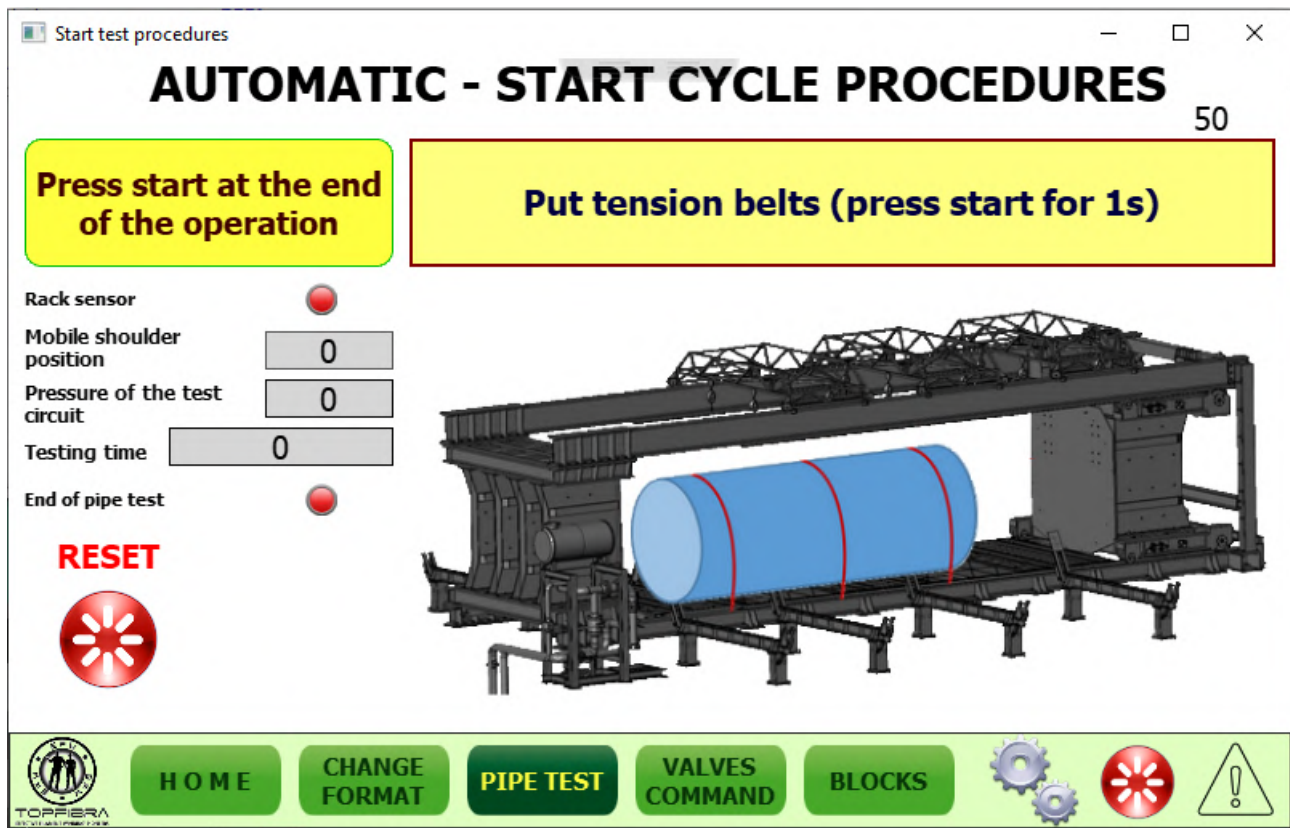 Start test procedures
AUTOMATIC - START CYCLE PROCEDURES
50
Press start at the end
of the operation
Put tension belts (press start for 1s)
Rack sensor
Mobile shoulder
position
0
Pressure of the test
circuit
0
Testing time
0
End of pipe test
RESET
HOME
CHANGE
FORMAT
PIPE TEST
VALVES
COMMAND
BLOCKS
TOPFIBRA